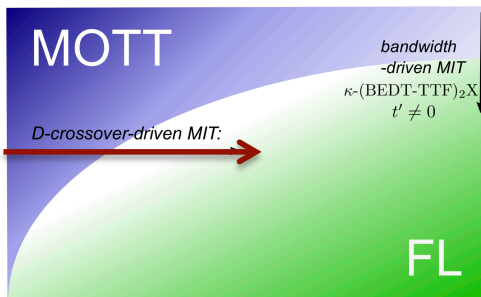 MOTT
bandwidth
-driven MIT
κ-(BEDT-TTF)₂X
t′ ≠ 0
D-crossover-driven MIT:
FL